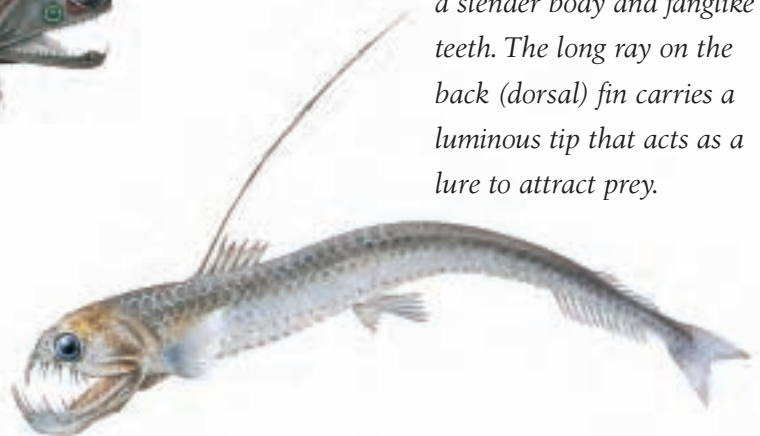 a slender body and fanglike
teeth. The long ray on the
back (dorsal) fin carries a
luminous tip that acts as a
lure to attract prey.